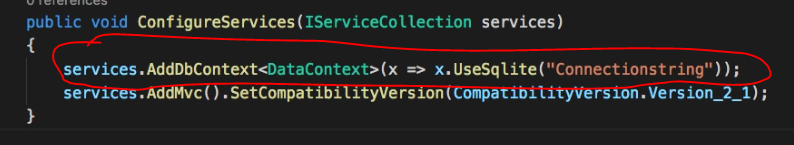 0 references
public void ConfigureServices(IServiceCollection services)
{
services.AddDbContext<DataContext>(x => x.UseSqlite("Connectionstring"));
services.AddMvc().SetCompatibilityVersion(CompatibilityVersion.Version_2_1);
}